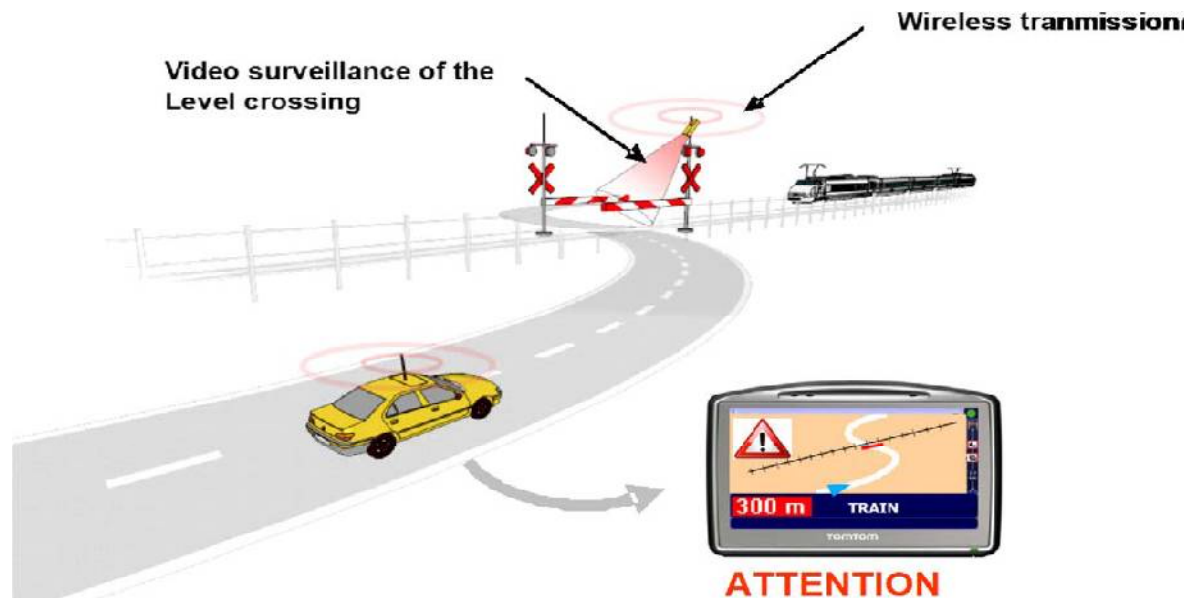 Wireless tranmission
Video surveillance of the
Level crossing
300 m TRAIN
TOMTOM
ATTENTION